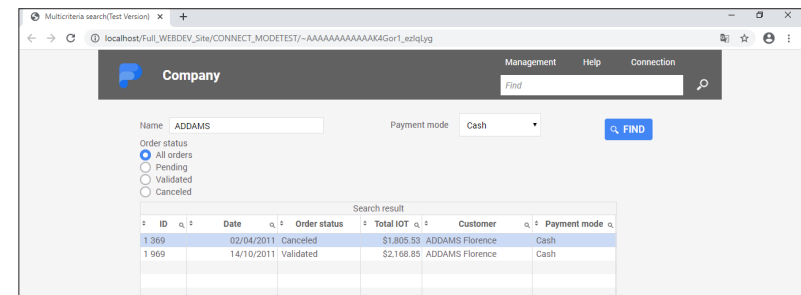 Multicriteria search(Test Version)
localhost/Full_WEBDEV_Site/CONNECT_MODETEST/~AAAAAAAAAAAAK4Gor1_ezlqLyg
Management Help Connection
Company
Find
Name ADDAMS Payment mode Cash FIND
Order status
All orders
Pending
Validated
Canceled
Search result
ID Date Order status Total IOT Customer Payment mode
1 369 02/04/2011 Canceled $1,805.53 ADDAMS Florence Cash
1 969 14/10/2011 Validated $2,168.85 ADDAMS Florence Cash